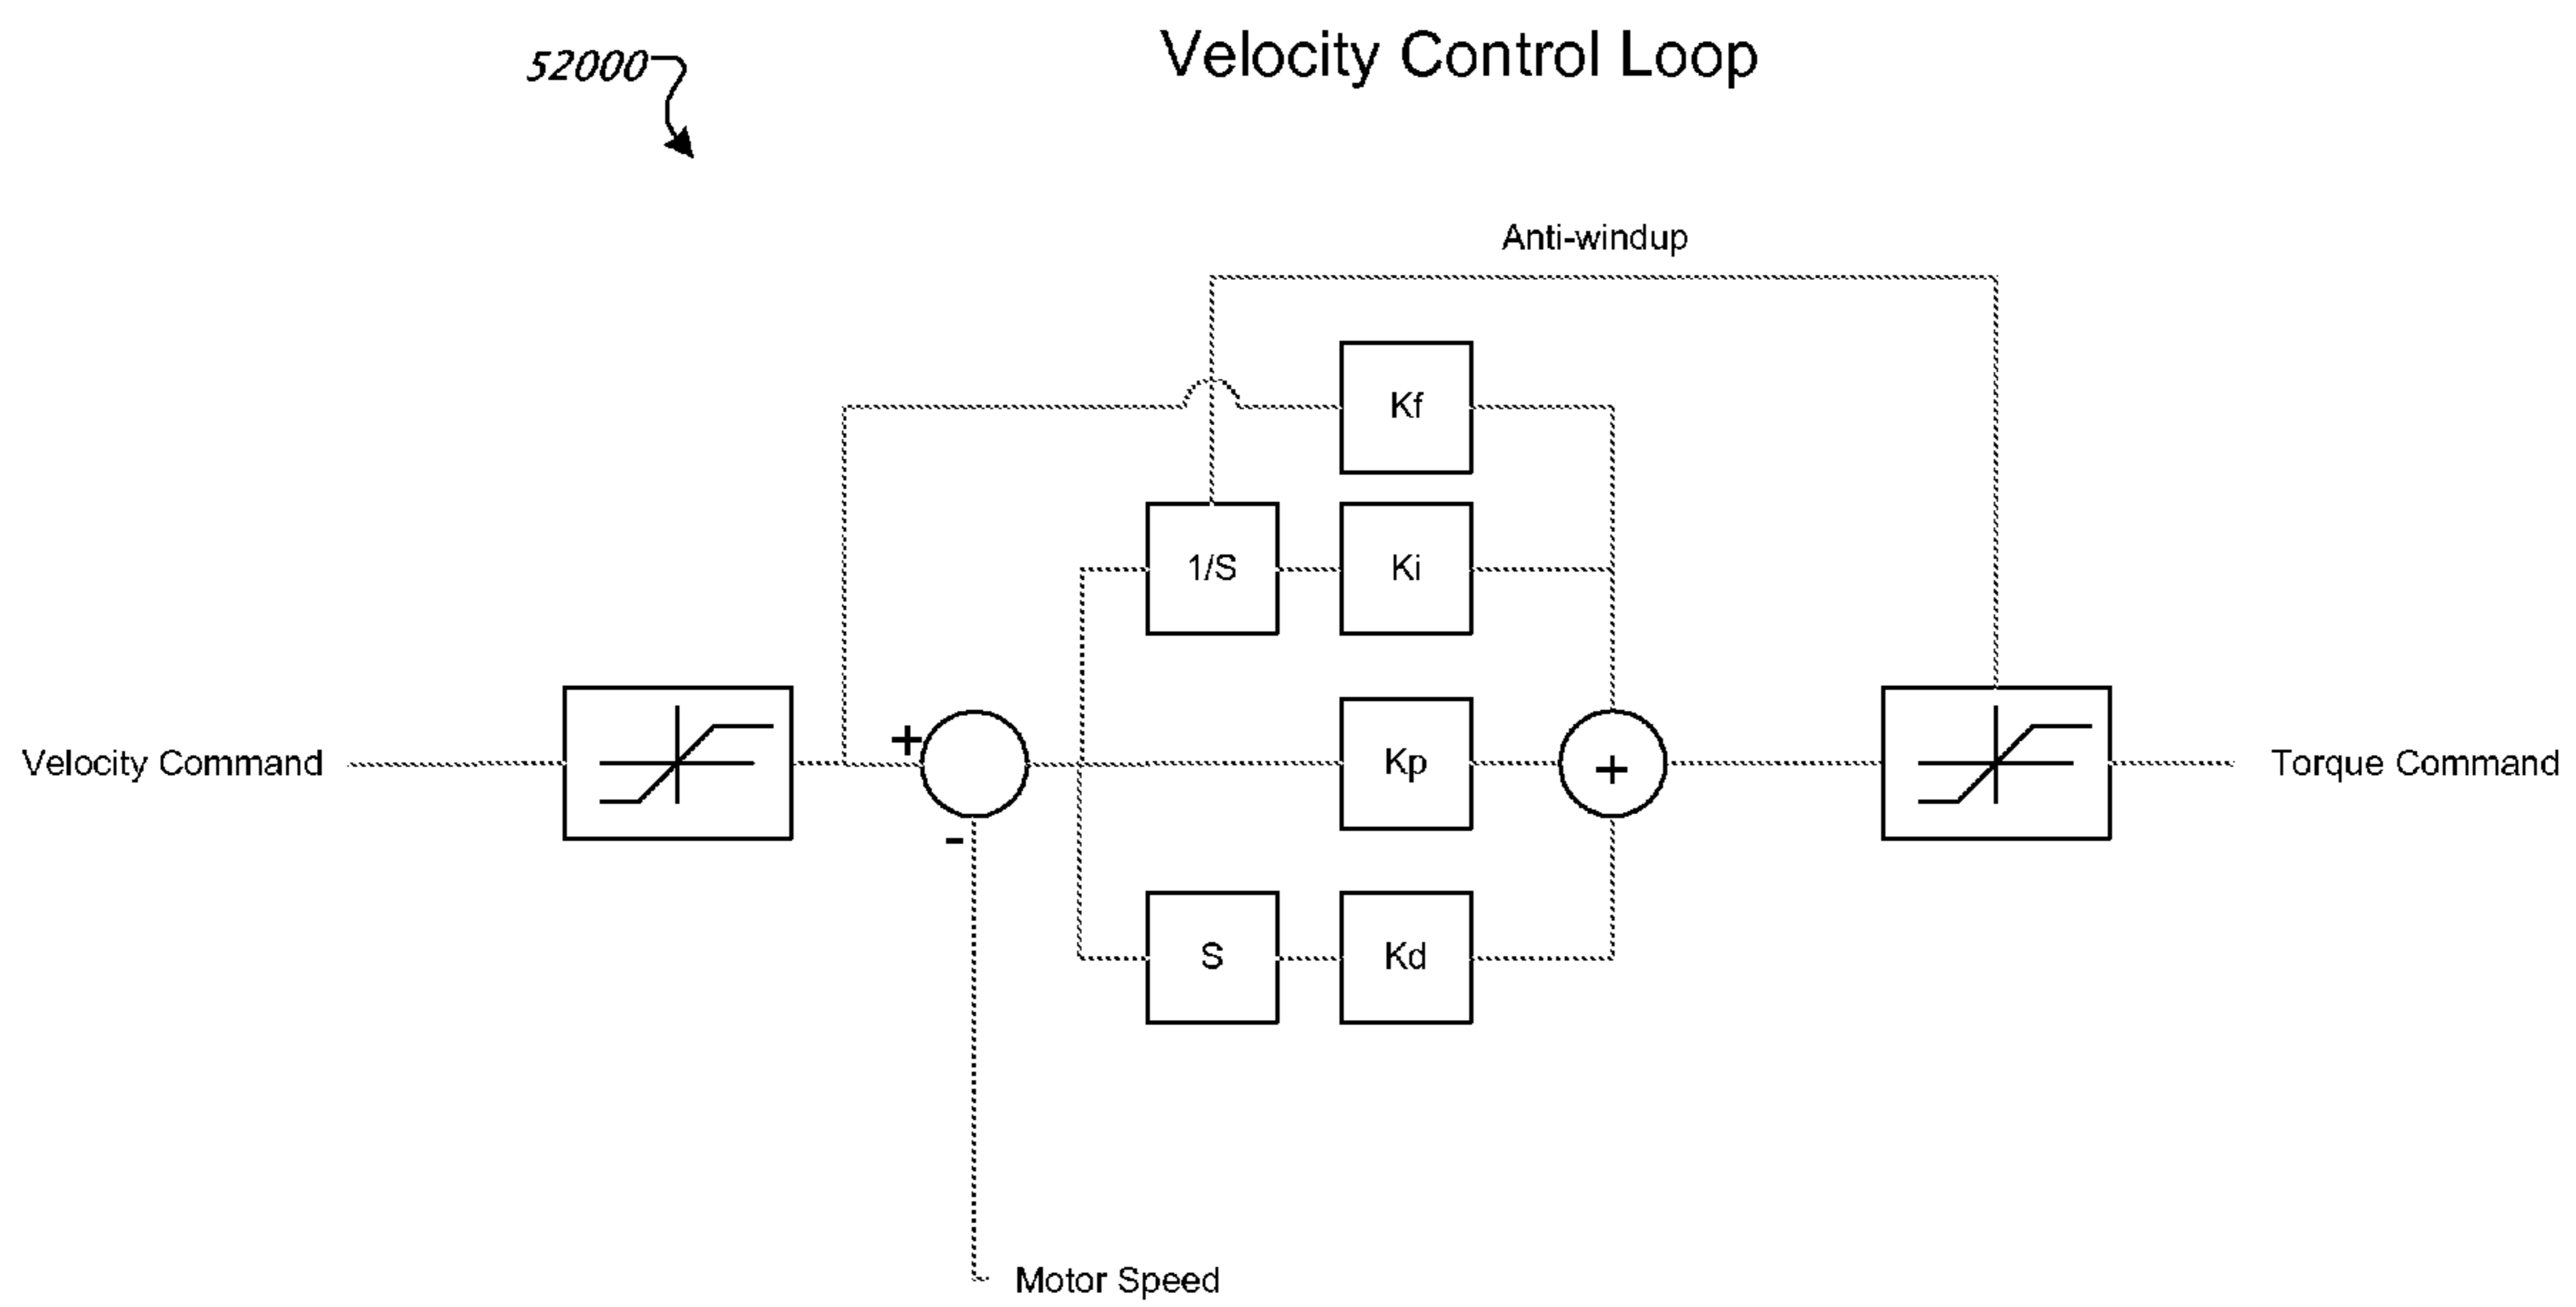 52000
Velocity Control Loop
Anti-windup
Kf
1/S
Ki
+
Velocity Command
Kp
+
Torque Command
-
S
Kd
Motor Speed